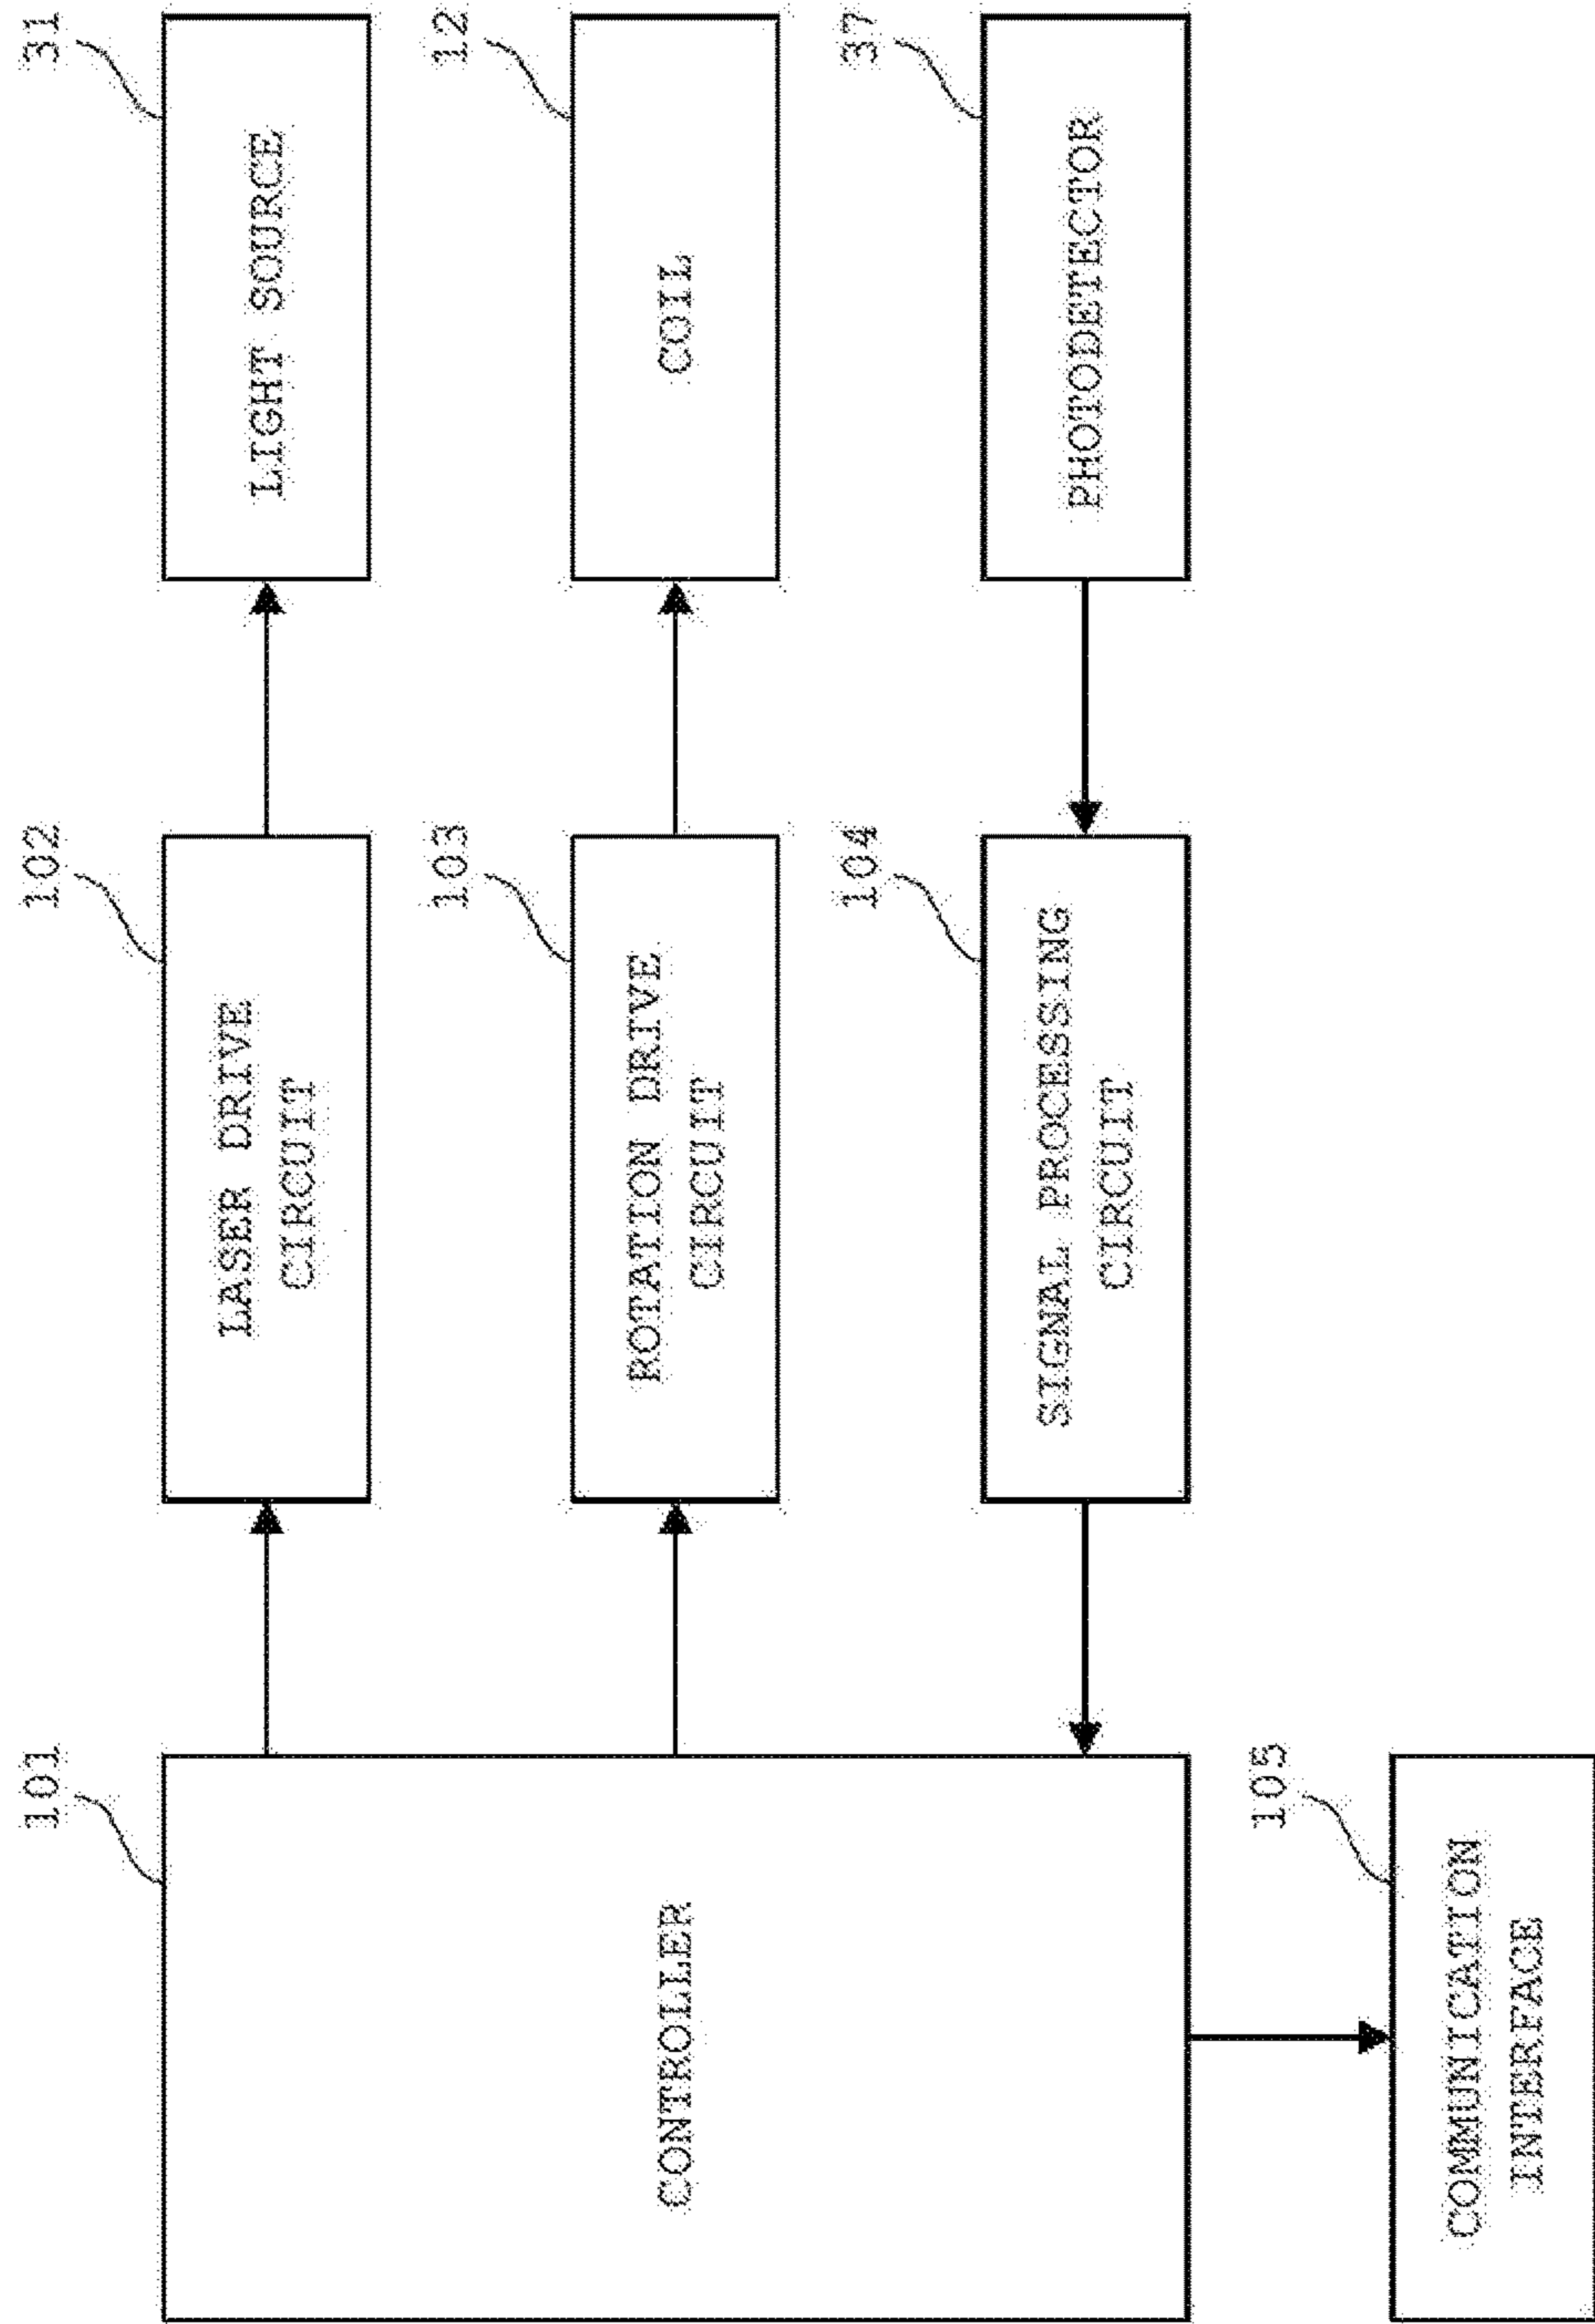 101
CONTROLLER
102
LASER DRIVE
CIRCUIT
31
LIGHT SOURCE
103
ROTATION DRIVE
CIRCUIT
12
COIL
104
SIGNAL PROCESSING
CIRCUIT
37
PHOTODETECTOR
105
COMMUNICATION
INTERFACE